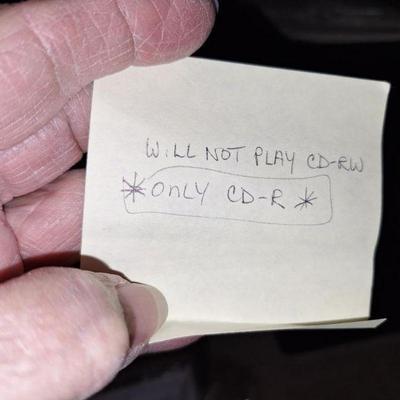 WiLL NOT PLAY CD-RW
*ONLY CD-R *